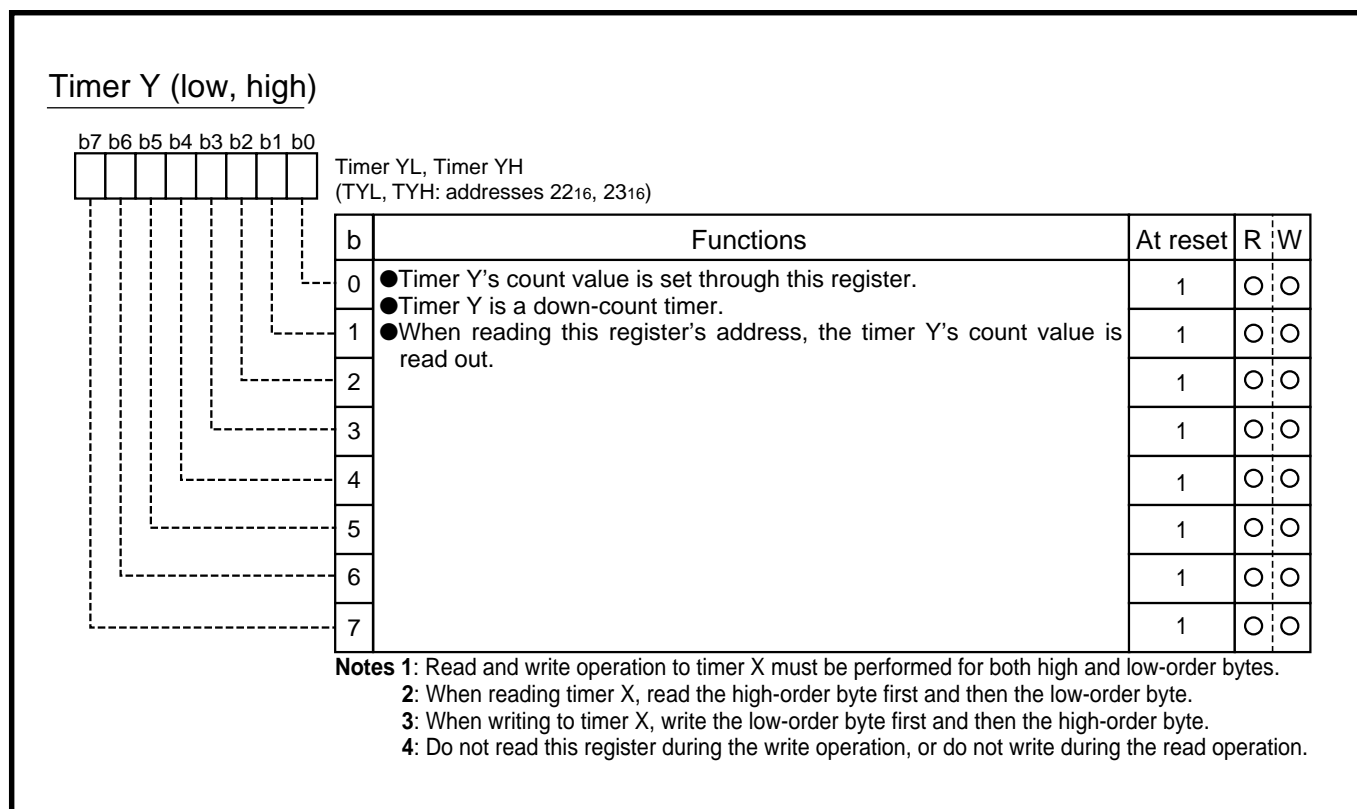 Timer Y (low, high)
b7 b6 b5 b4 b3 b2 b1 b0
Timer YL, Timer YH
(TYL, TYH: addresses 2216, 2316)
b Functions At reset R W
0 ●Timer Y’s count value is set through this register. 1 ○ ○
●Timer Y is a down-count timer.
1 ●When reading this register’s address, the timer Y’s count value is 1 ○ ○
read out.
2 1 ○ ○
3 1 ○ ○
4 1 ○ ○
5 1 ○ ○
6 1 ○ ○
7 1 ○ ○
Notes 1: Read and write operation to timer X must be performed for both high and low-order bytes.
2: When reading timer X, read the high-order byte first and then the low-order byte.
3: When writing to timer X, write the low-order byte first and then the high-order byte.
4: Do not read this register during the write operation, or do not write during the read operation.